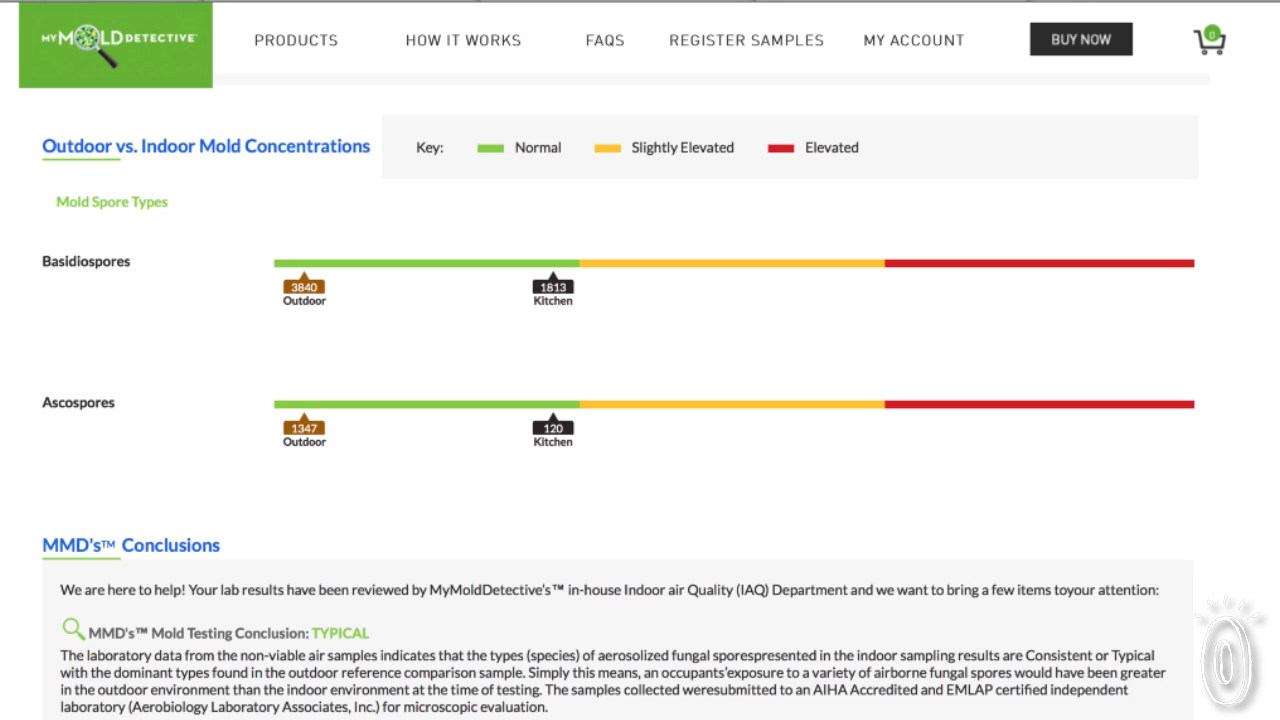 MYMOLDDETECTIVE™
PRODUCTS HOW IT WORKS FAQS REGISTER SAMPLES MY ACCOUNT BUY NOW 0
Outdoor vs. Indoor Mold Concentrations Key: Normal Slightly Elevated Elevated
Mold Spore Types
Basidiospores
3840 1813
Outdoor Kitchen
Ascospores
1347 120
Outdoor Kitchen
MMD's™ Conclusions
We are here to help! Your lab results have been reviewed by MyMoldDetective's™ in-house Indoor air Quality (IAQ) Department and we want to bring a few items toyour attention:
MMD's™ Mold Testing Conclusion: TYPICAL
The laboratory data from the non-viable air samples indicates that the types (species) of aerosolized fungal sporespresented in the indoor sampling results are Consistent or Typical
with the dominant types found in the outdoor reference comparison sample. Simply this means, an occupants'exposure to a variety of airborne fungal spores would have been greater
in the outdoor environment than the indoor environment at the time of testing. The samples collected weresubmitted to an AIHA Accredited and EMLAP certified independent
laboratory (Aerobiology Laboratory Associates, Inc.) for microscopic evaluation.